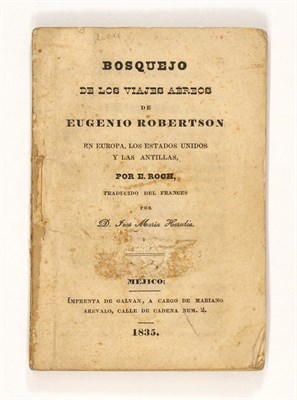 BOSQUEJO
DE LOS VIAJES AÉREOS
DE
EUGENIO ROBERTSON
EN EUROPA, LOS ESTADOS UNIDOS
Y LAS ANTILLAS,
POR E. ROCH,
TRADUCIDO DEL FRANCES
POR
D. José María Heredia.
MÉJICO:
IMPRENTA DE GALVAN, A CARGO DE MARIANO
AREVALO, CALLE DE CADENA NUM. 2.
1835.